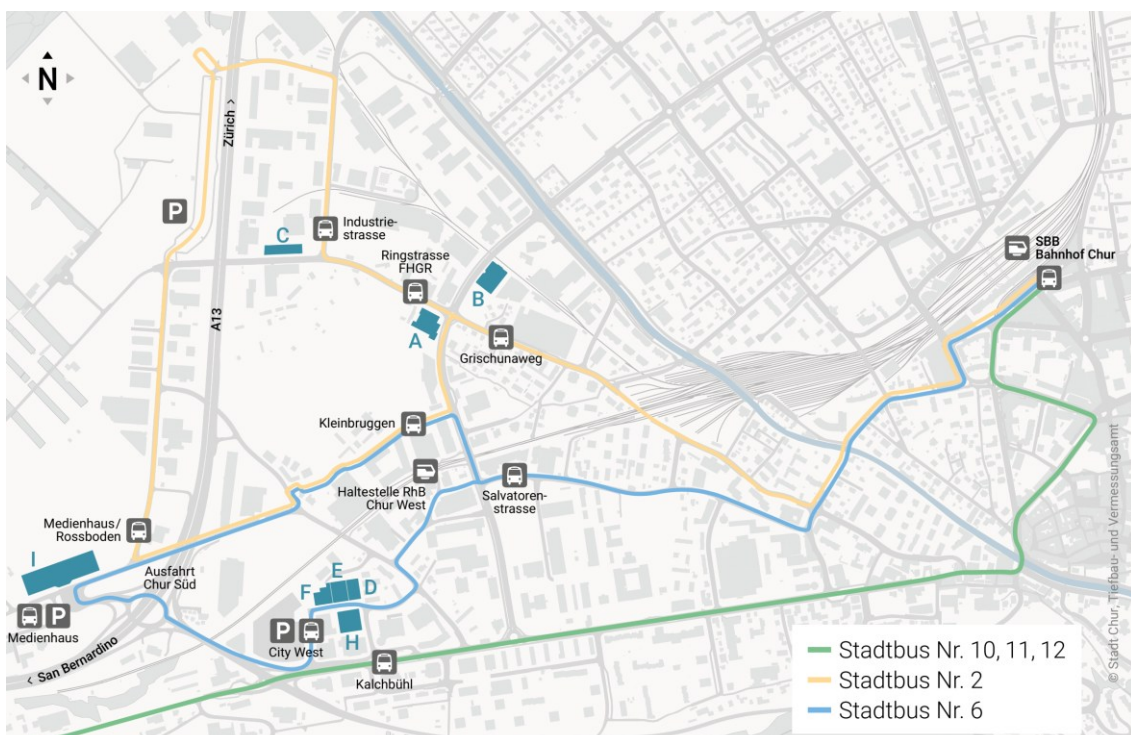 N
Zürich >
P
C
Industrie-
strasse
Ringstrasse
FHGR
B
A
Grischunaweg
SBB
Bahnhof Chur
A13
Kleinbruggen
Haltestelle RhB
Chur West
Salvatoren-
strasse
Medienhaus/
Rossboden
I
Ausfahrt
Chur Süd
P
Medienhaus
< San Bernardino
F
E
D
H
P
City West
Kalchbühl
Stadtbus Nr. 10, 11, 12
Stadtbus Nr. 2
Stadtbus Nr. 6
© Stadt Chur, Tiefbau- und Vermessungsamt